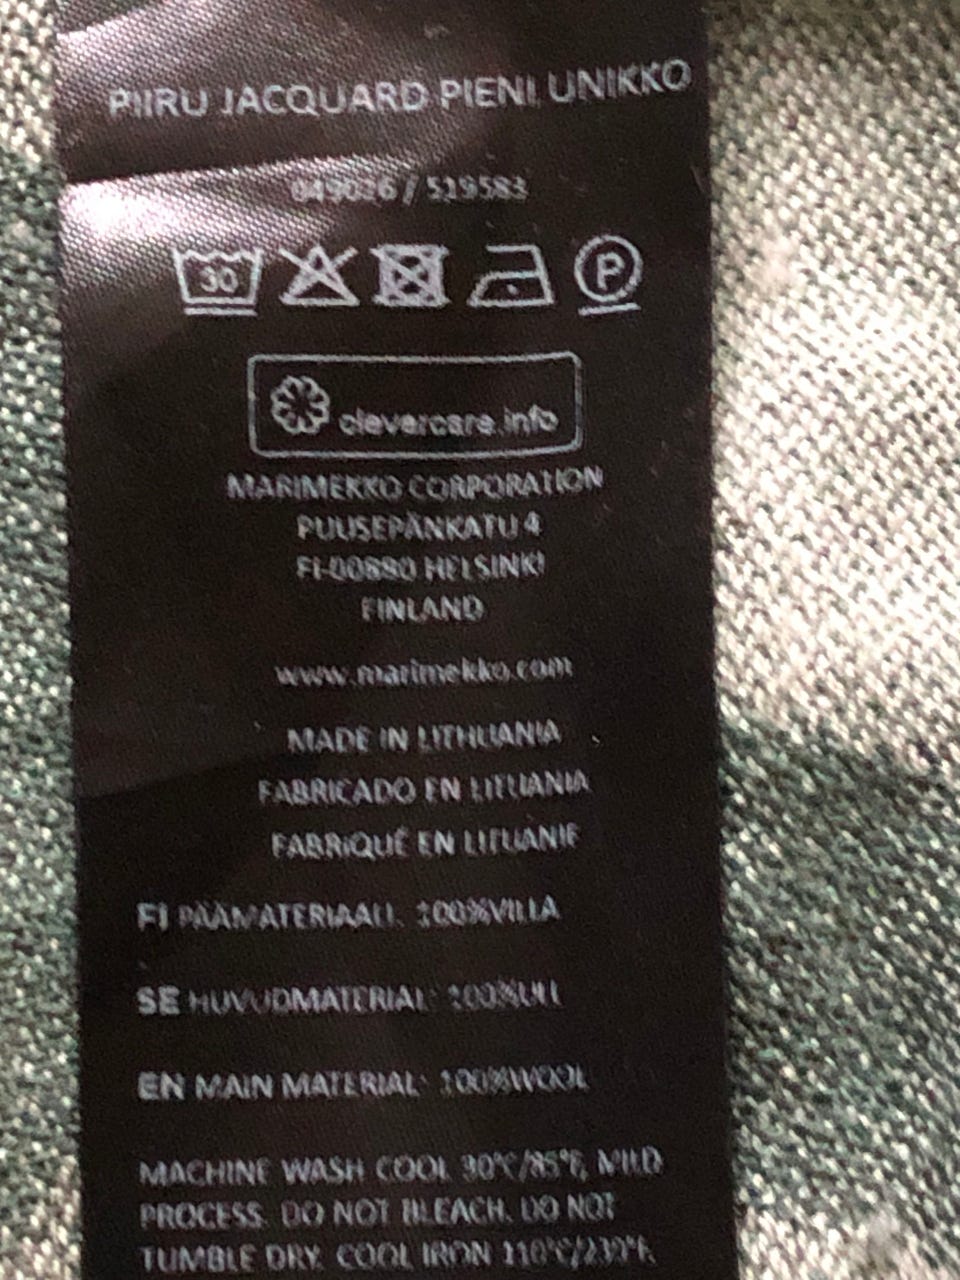 PIIRU JACQUARD PIENI UNIKKO
049026 / 519583
30 P
clevercare.info
MARIMEKKO CORPORATION
PUUSEPÄNKATU 4
FI-00880 HELSINKI
FINLAND
www.marimekko.com
MADE IN LITHUANIA
FABRICADO EN LITUANIA
FABRIQUÉ EN LITUANIE
FI PÄÄMATERIAALI: 100%VILLA
SE HUVUDMATERIAL: 100%ULL
EN MAIN MATERIAL: 100%WOOL
MACHINE WASH COOL 30°C/85°F, MILD
PROCESS. DO NOT BLEACH. DO NOT
TUMBLE DRY. COOL IRON 110°C/230°F.